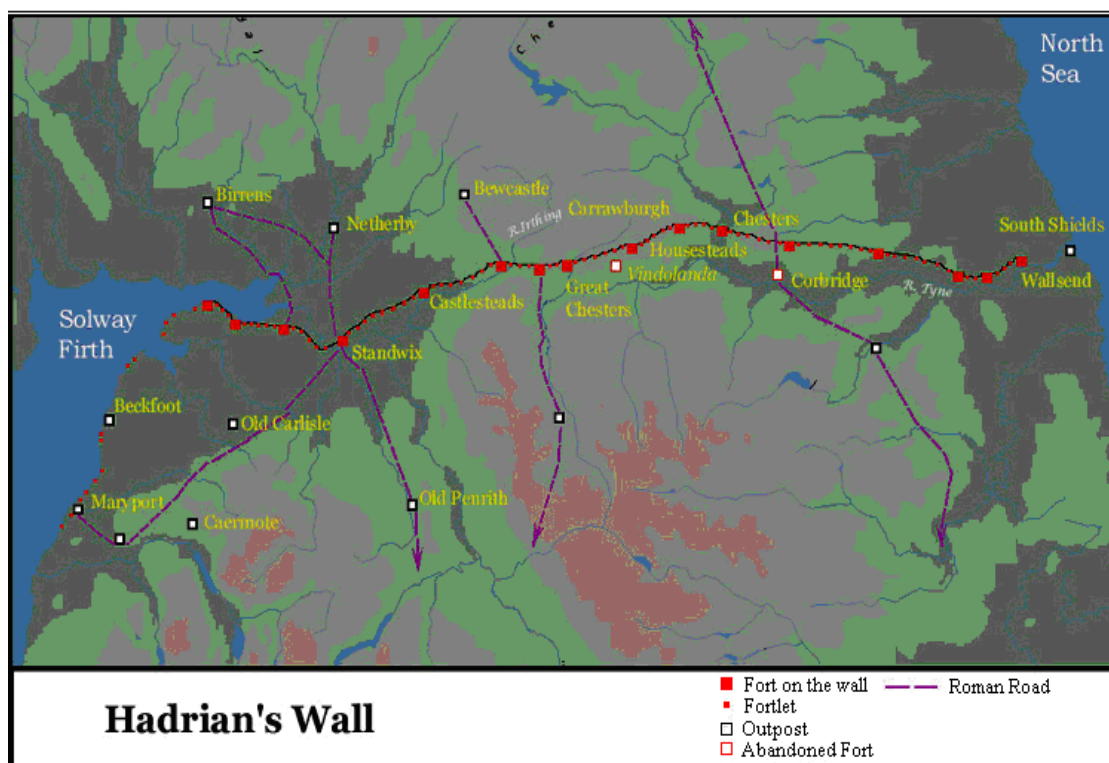 North
Sea
Che
Birrens
Bewcastle
Netherby
R.Irthing
Carrawburgh
Chesters
South Shields
Housesteads
Vindolanda
Corbridge
Wallsend
R. Tyne
Castlesteads
Great
Chesters
Solway
Firth
Standwix
Beckfoot
Old Carlisle
Maryport
Old Penrith
Caermote
Hadrian's Wall
Fort on the wall
Roman Road
Fortlet
Outpost
Abandoned Fort